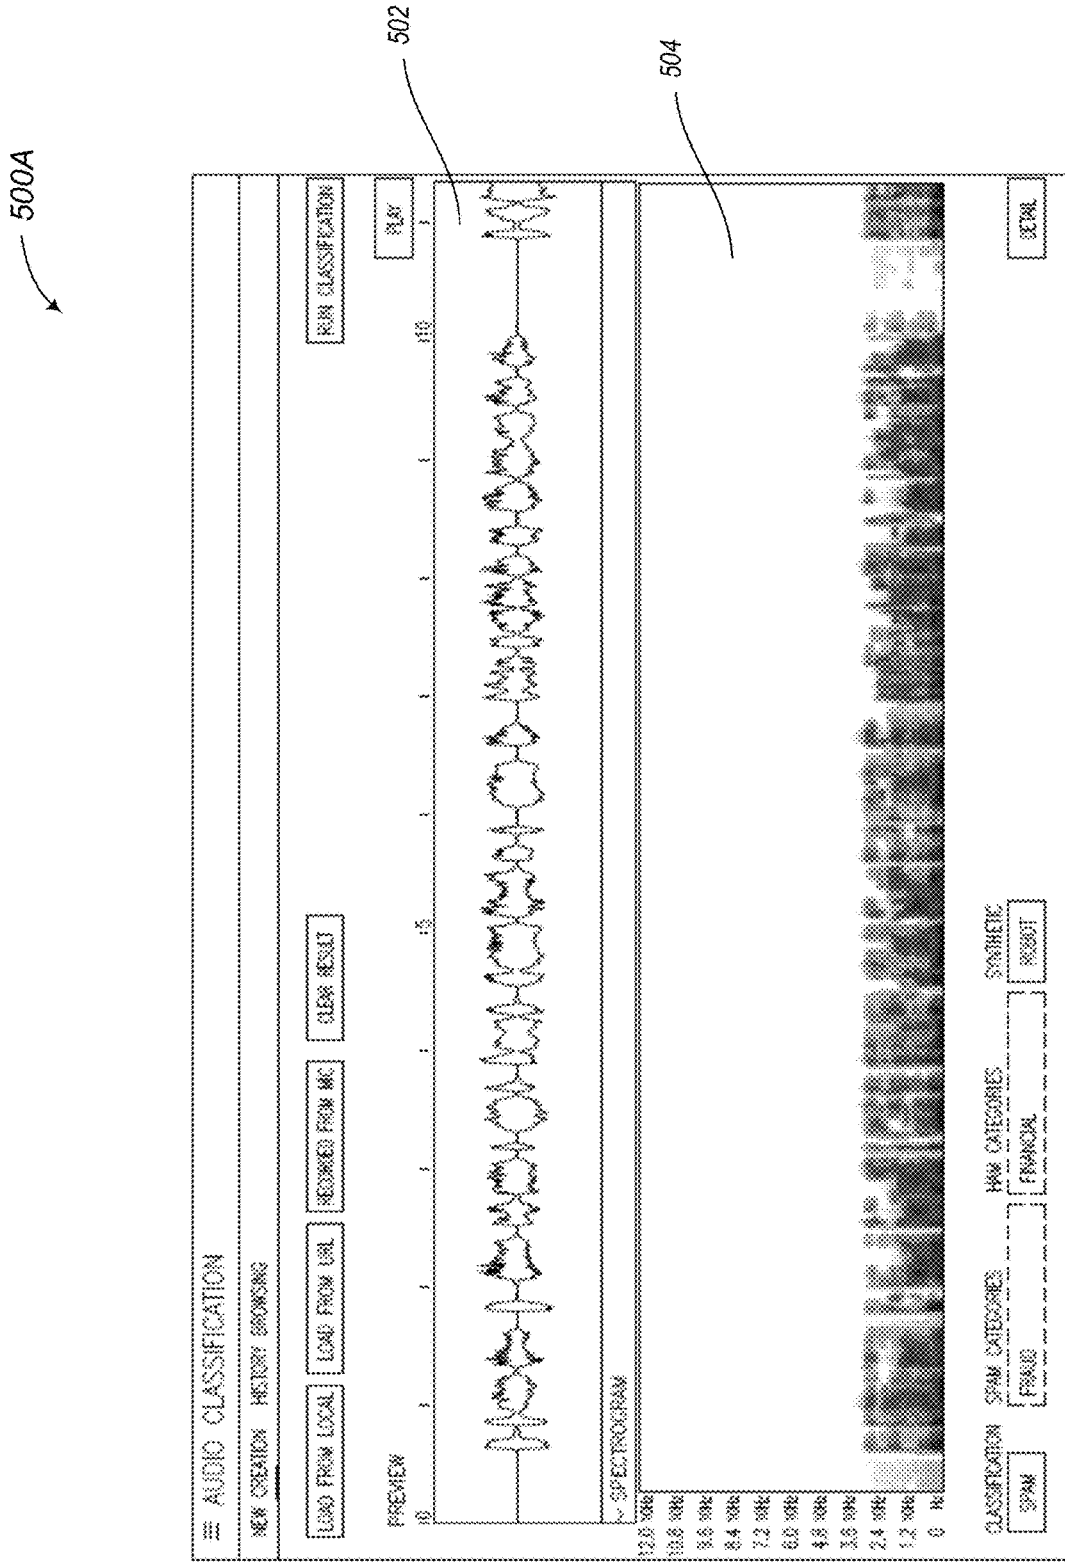 500A
≡ AUDIO CLASSIFICATION
NEW CREATION HISTORY BROWSING
LOAD FROM LOCAL LOAD FROM URL RECORDED FROM MIC CLEAR RESULT RUN CLASSIFICATION
PREVIEW PLAY
0 5 10
502
SPECTROGRAM
504
12.0 kHz
10.8 kHz
9.6 kHz
8.4 kHz
7.2 kHz
6.0 kHz
4.8 kHz
3.6 kHz
2.4 kHz
1.2 kHz
0 Hz
CLASSIFICATION SPAM CATEGORIES HAM CATEGORIES SYNTHETIC
SPAM FRAUD FINANCIAL ROBOT DETAIL